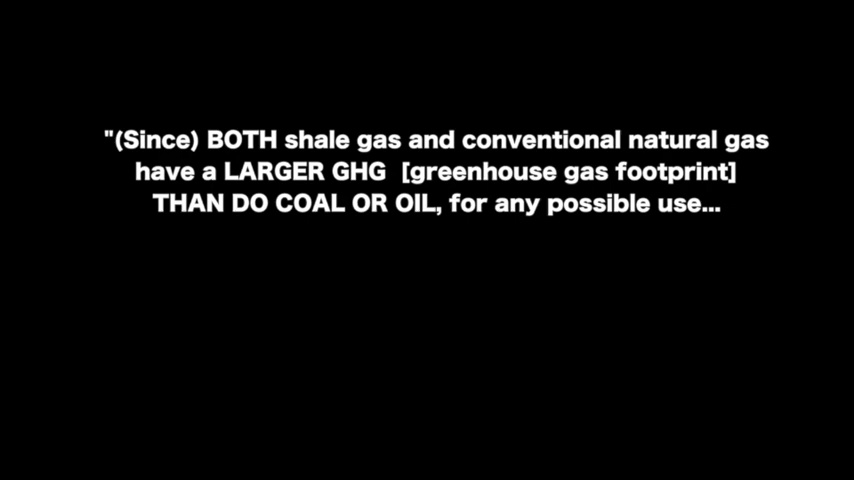 "(Since) BOTH shale gas and conventional natural gas
have a LARGER GHG  [greenhouse gas footprint]
THAN DO COAL OR OIL, for any possible use...